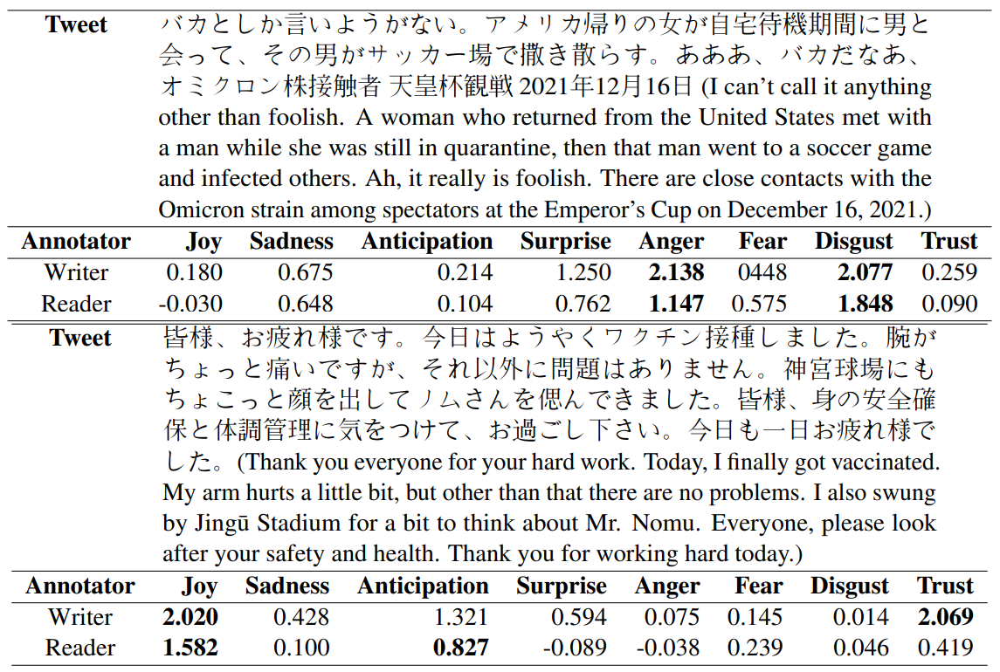 Tweet バカとしか言いようがない。アメリカ帰りの女が自宅待機期間に男と
会って、その男がサッカー場で撒き散らす。あああ、バカだなあ、
オミクロン株接触者 天皇杯観戦 2021年12月16日 (I can't call it anything
other than foolish. A woman who returned from the United States met with
a man while she was still in quarantine, then that man went to a soccer game
and infected others. Ah, it really is foolish. There are close contacts with the
Omicron strain among spectators at the Emperor's Cup on December 16, 2021.)
Annotator Joy Sadness Anticipation Surprise Anger Fear Disgust Trust
Writer 0.180 0.675 0.214 1.250 2.138 0448 2.077 0.259
Reader -0.030 0.648 0.104 0.762 1.147 0.575 1.848 0.090
Tweet 皆様、お疲れ様です。今日はようやくワクチン接種しました。腕が
ちょっと痛いですが、それ以外に問題はありません。神宮球場にも
ちょこっと顔を出してノムさんを偲んできました。皆様、身の安全確
保と体調管理に気をつけて、お過ごし下さい。今日も一日お疲れ様で
した。(Thank you everyone for your hard work. Today, I finally got vaccinated.
My arm hurts a little bit, but other than that there are no problems. I also swung
by Jingū Stadium for a bit to think about Mr. Nomu. Everyone, please look
after your safety and health. Thank you for working hard today.)
Annotator Joy Sadness Anticipation Surprise Anger Fear Disgust Trust
Writer 2.020 0.428 1.321 0.594 0.075 0.145 0.014 2.069
Reader 1.582 0.100 0.827 -0.089 -0.038 0.239 0.046 0.419